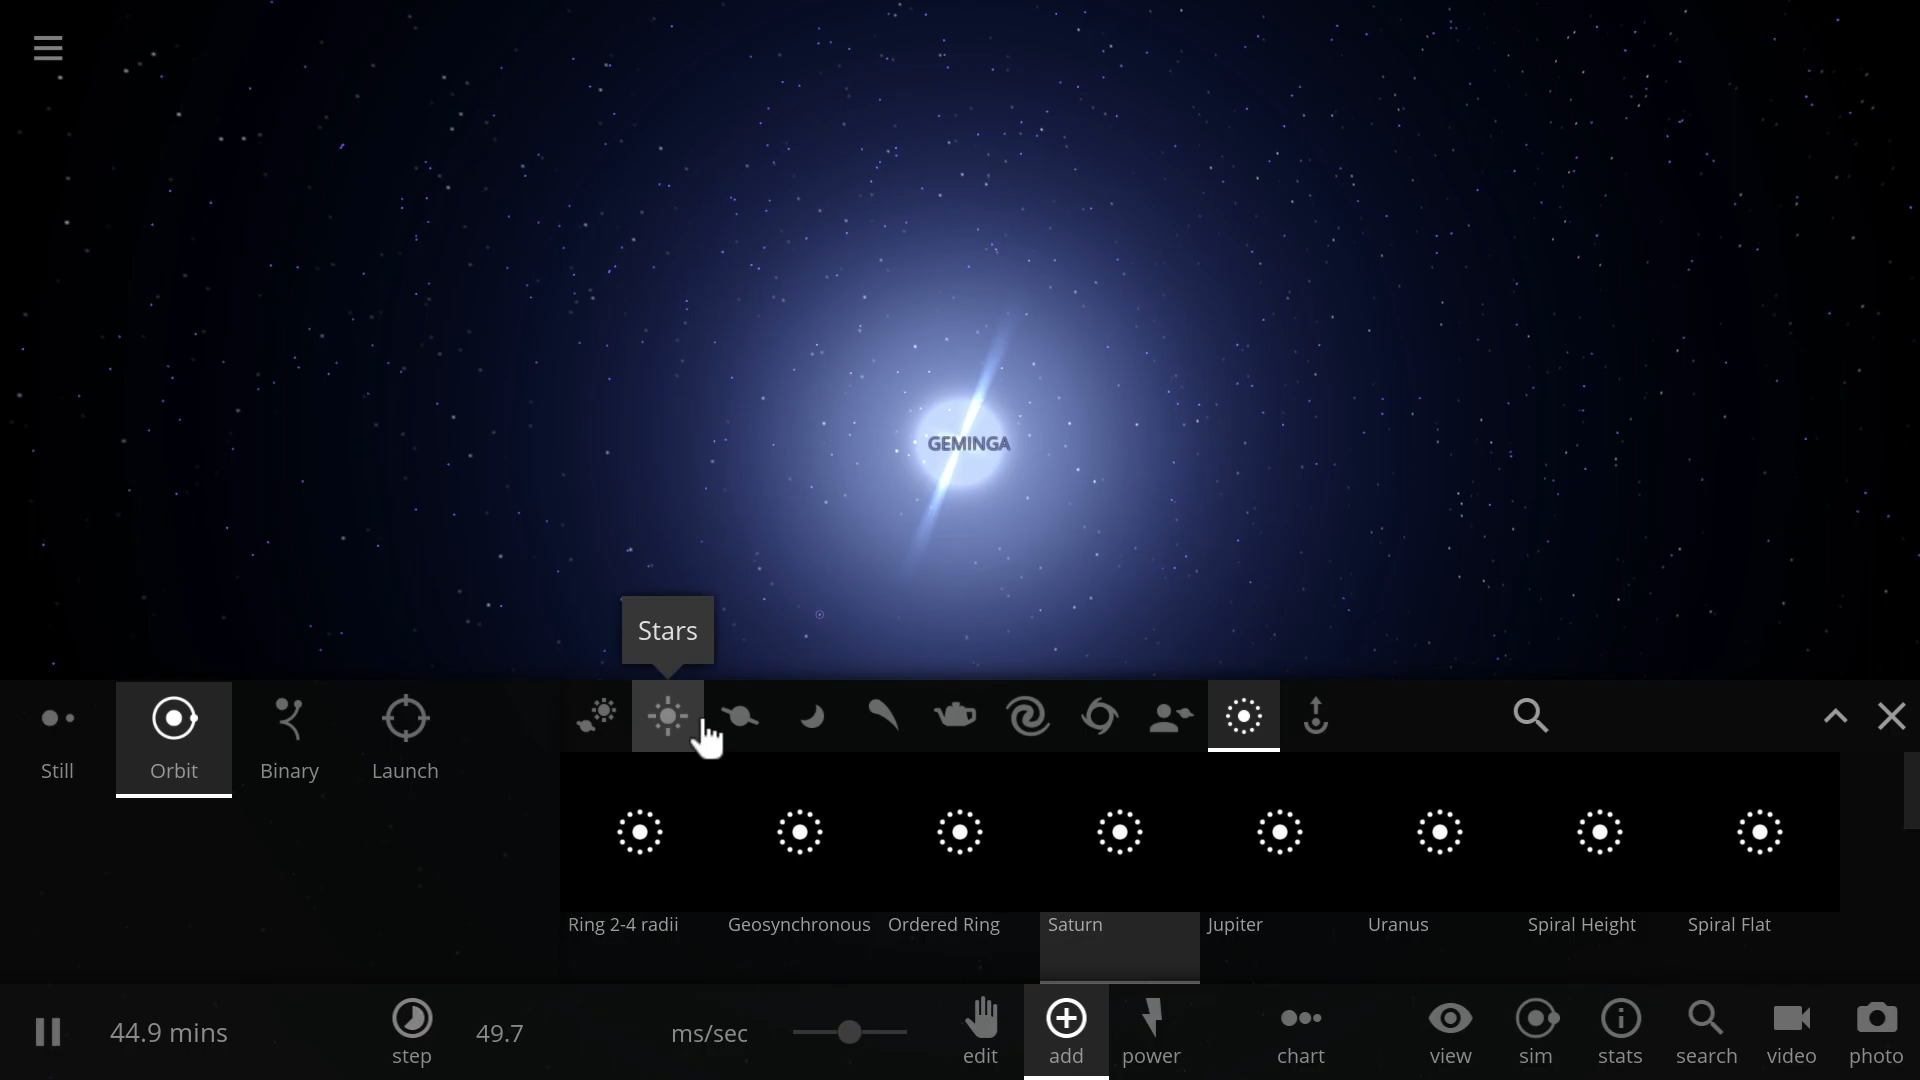 GEMINGA
Stars
Still
Orbit
Binary
Launch
Ring 2-4 radii
Geosynchronous
Ordered Ring
Saturn
Jupiter
Uranus
Spiral Height
Spiral Flat
44.9 mins
step
49.7
ms/sec
edit
add
power
chart
view
sim
stats
search
video
photo